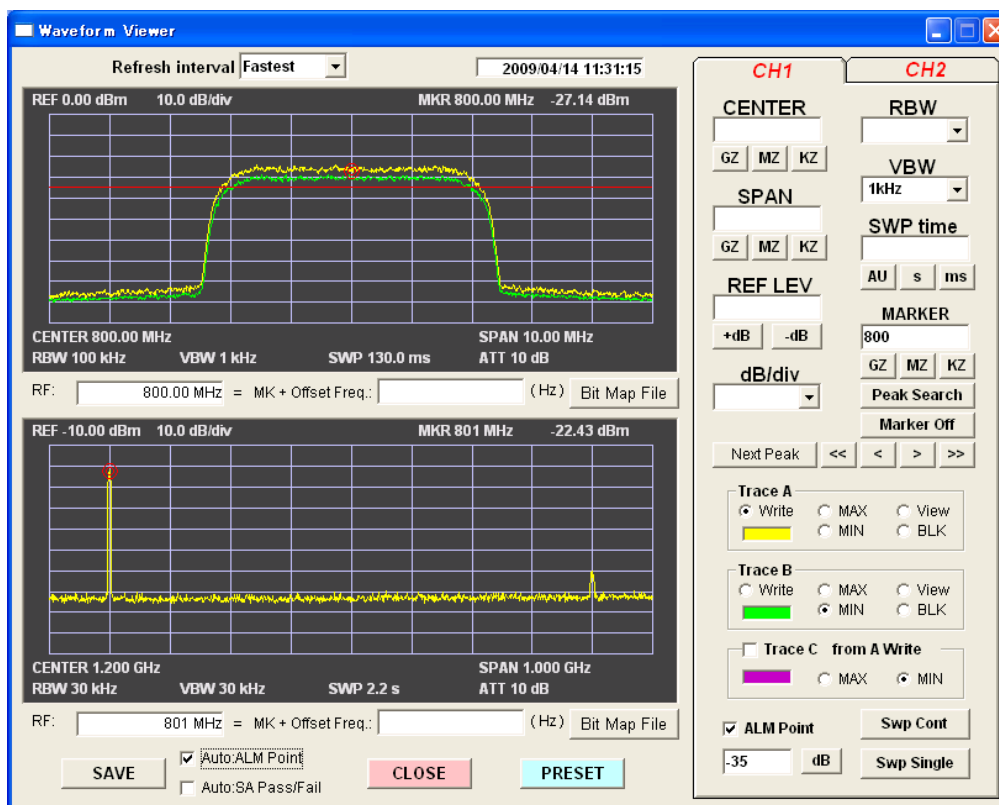 Waveform Viewer
Refresh interval Fastest
2009/04/14 11:31:15
REF 0.00 dBm 10.0 dB/div MKR 800.00 MHz -27.14 dBm
CENTER 800.00 MHz SPAN 10.00 MHz
RBW 100 kHz VBW 1 kHz SWP 130.0 ms ATT 10 dB
RF: 800.00 MHz = MK + Offset Freq.: (Hz) Bit Map File
REF -10.00 dBm 10.0 dB/div MKR 801 MHz -22.43 dBm
CENTER 1.200 GHz SPAN 1.000 GHz
RBW 30 kHz VBW 30 kHz SWP 2.2 s ATT 10 dB
RF: 801 MHz = MK + Offset Freq.: (Hz) Bit Map File
SAVE
Auto:ALM Point
Auto:SA Pass/Fail
CLOSE
PRESET
CH1
CH2
CENTER
GZ MZ KZ
SPAN
GZ MZ KZ
REF LEV
+dB -dB
dB/div
RBW
VBW
1kHz
SWP time
AU s ms
MARKER
800
GZ MZ KZ
Peak Search
Marker Off
Next Peak << < > >>
Trace A
Write MAX View
MIN BLK
Trace B
Write MAX View
MIN BLK
Trace C from A Write
MAX MIN
ALM Point
-35 dB
Swp Cont
Swp Single